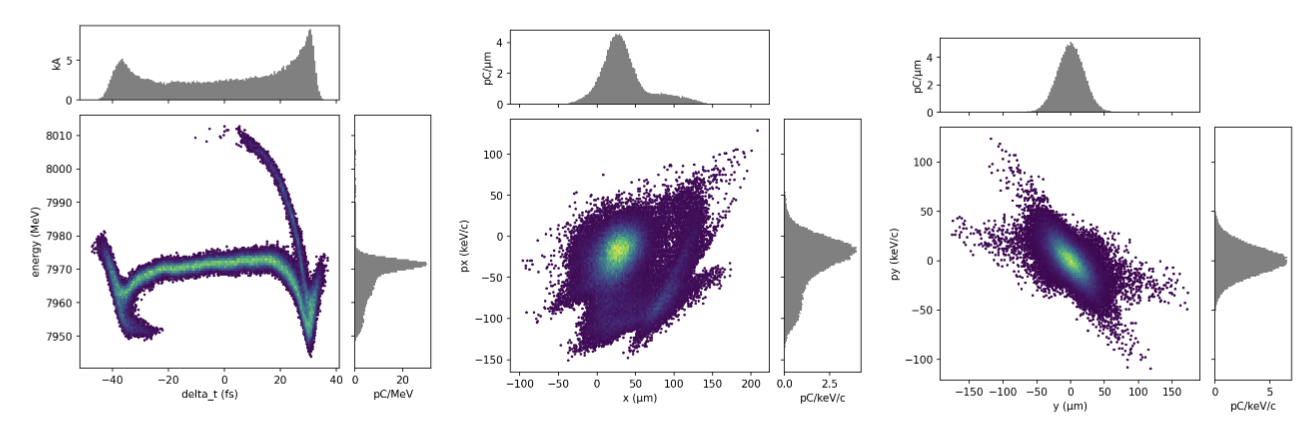 kA
5
0
8010
8000
7990
7980
7970
7960
7950
energy (MeV)
−40 −20 0 20 40
delta_t (fs)
0 20
pC/MeV
pC/µm
4
2
0
100
50
0
−50
−100
−150
px (keV/c)
−100 −50 0 50 100 150 200
x (µm)
0.0 2.5
pC/keV/c
pC/µm
4
2
0
100
50
0
−50
−100
py (keV/c)
−150 −100 −50 0 50 100 150
y (µm)
0 5
pC/keV/c